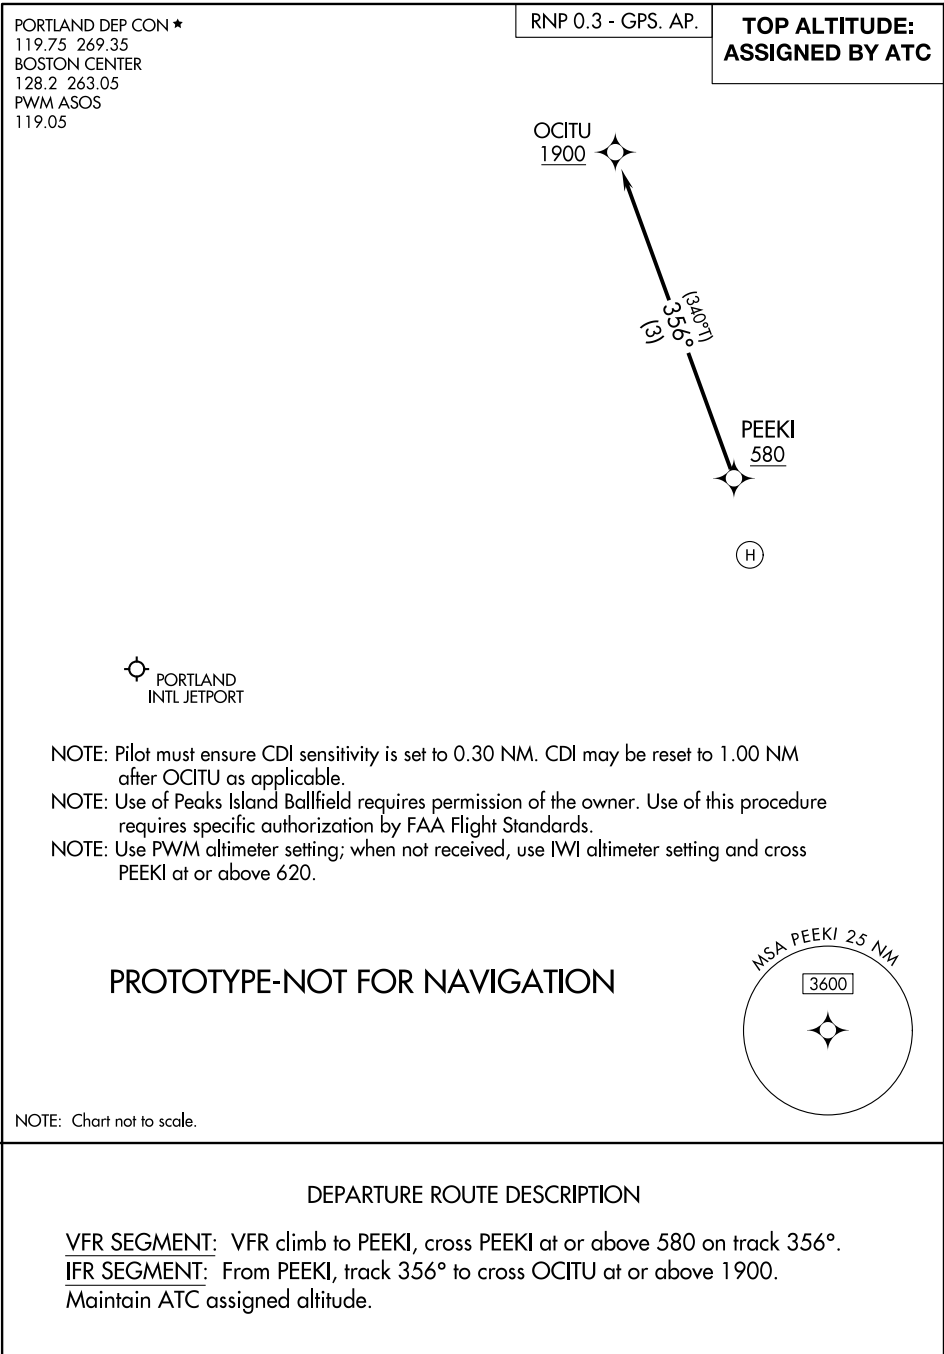 PORTLAND DEP CON ★
119.75 269.35
BOSTON CENTER
128.2 263.05
PWM ASOS
119.05
RNP 0.3 - GPS. AP.
TOP ALTITUDE:
ASSIGNED BY ATC
OCITU
1900
(340°T)
356°
(3)
PEEKI
580
H
PORTLAND
INTL JETPORT
NOTE: Pilot must ensure CDI sensitivity is set to 0.30 NM. CDI may be reset to 1.00 NM
after OCITU as applicable.
NOTE: Use of Peaks Island Ballfield requires permission of the owner. Use of this procedure
requires specific authorization by FAA Flight Standards.
NOTE: Use PWM altimeter setting; when not received, use IWI altimeter setting and cross
PEEKI at or above 620.
MSA PEEKI 25 NM
3600
PROTOTYPE-NOT FOR NAVIGATION
NOTE: Chart not to scale.
DEPARTURE ROUTE DESCRIPTION
VFR SEGMENT: VFR climb to PEEKI, cross PEEKI at or above 580 on track 356°.
IFR SEGMENT: From PEEKI, track 356° to cross OCITU at or above 1900.
Maintain ATC assigned altitude.